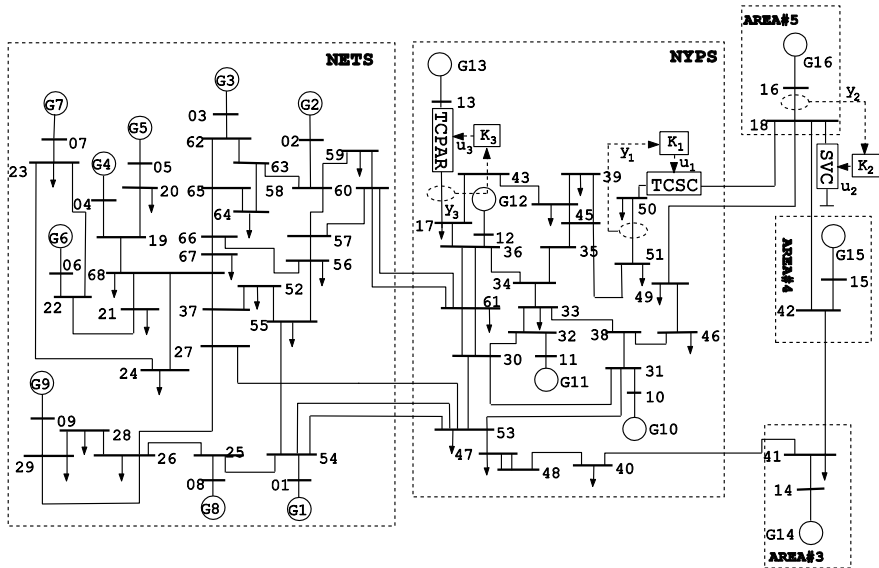 AREA#5
G16
16
y2
18
SVC
K2
u2
NETS
NYPS
G7
07
23
G5
05
20
G4
04
19
G6
06
22
68
21
24
G3
03
62
63
65
58
64
66
67
37
52
27
55
G2
02
59
60
57
56
G9
09
28
29
26
25
08
G8
54
01
G1
G13
13
TCPAR
u3
K3
y3
17
43
G12
12
36
34
39
45
35
y1
K1
u1
TCSC
50
51
49
61
33
32
38
46
30
11
G11
31
10
G10
53
47
48
40
AREA#4
G15
15
42
41
14
G14
AREA#3